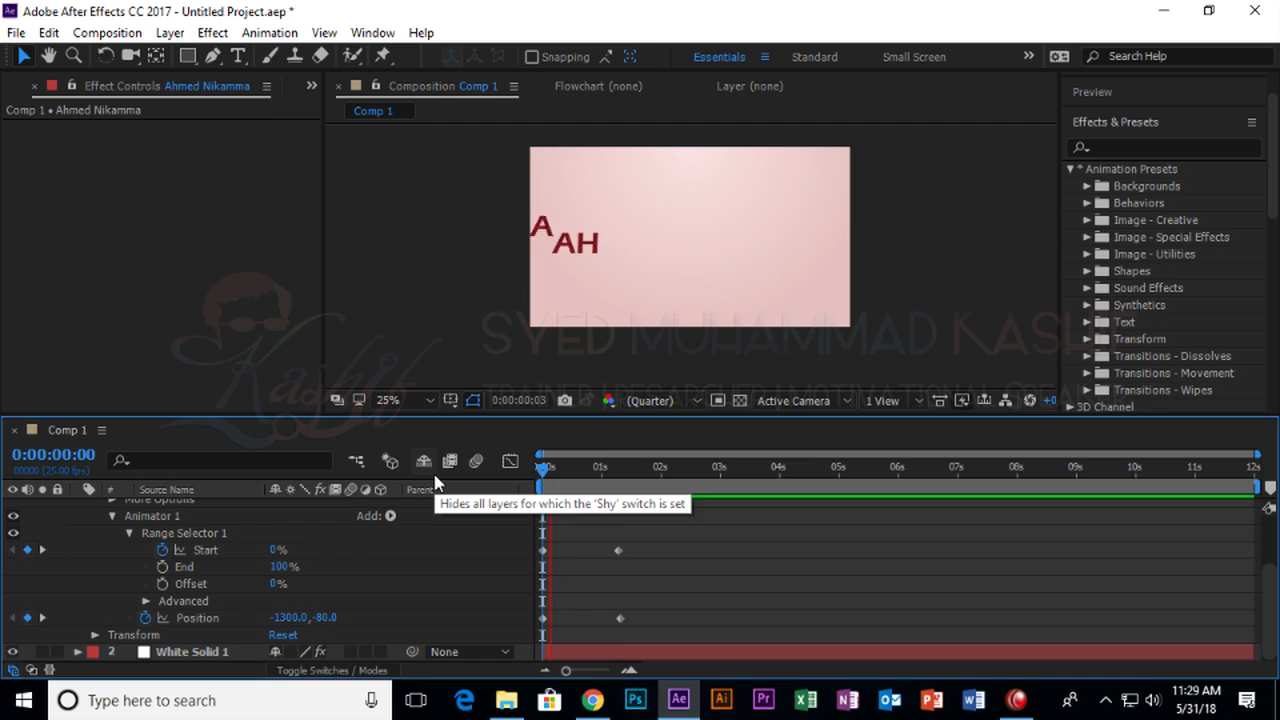 Adobe After Effects CC 2017 - Untitled Project.aep *
File Edit Composition Layer Effect Animation View Window Help
Snapping Essentials Standard Small Screen Search Help
Effect Controls Ahmed Nikamma
Composition Comp 1 Flowchart (none) Layer (none)
Preview
Comp 1 • Ahmed Nikamma
Comp 1
Effects & Presets
* Animation Presets
Backgrounds
Behaviors
Image - Creative
Image - Special Effects
Image - Utilities
Shapes
Sound Effects
Synthetics
Text
Transform
Transitions - Dissolves
Transitions - Movement
Transitions - Wipes
3D Channel
A
AH
Kashif
SYED MUHAMMAD
25% 0:00:00:03 (Quarter) Active Camera 1 View +0
Comp 1
0:00:00:00
00000 (25.00 fps)
01s 02s 03s 04s 05s 06s 07s 08s 09s 10s 11s 12s
Source Name Parent
Hides all layers for which the 'Shy' switch is set
More Options
Animator 1 Add:
Range Selector 1
Start 0%
End 100%
Offset 0%
Advanced
Position -1300.0,-80.0
Transform Reset
2 White Solid 1 None
Toggle Switches / Modes
Type here to search
11:29 AM
5/31/18